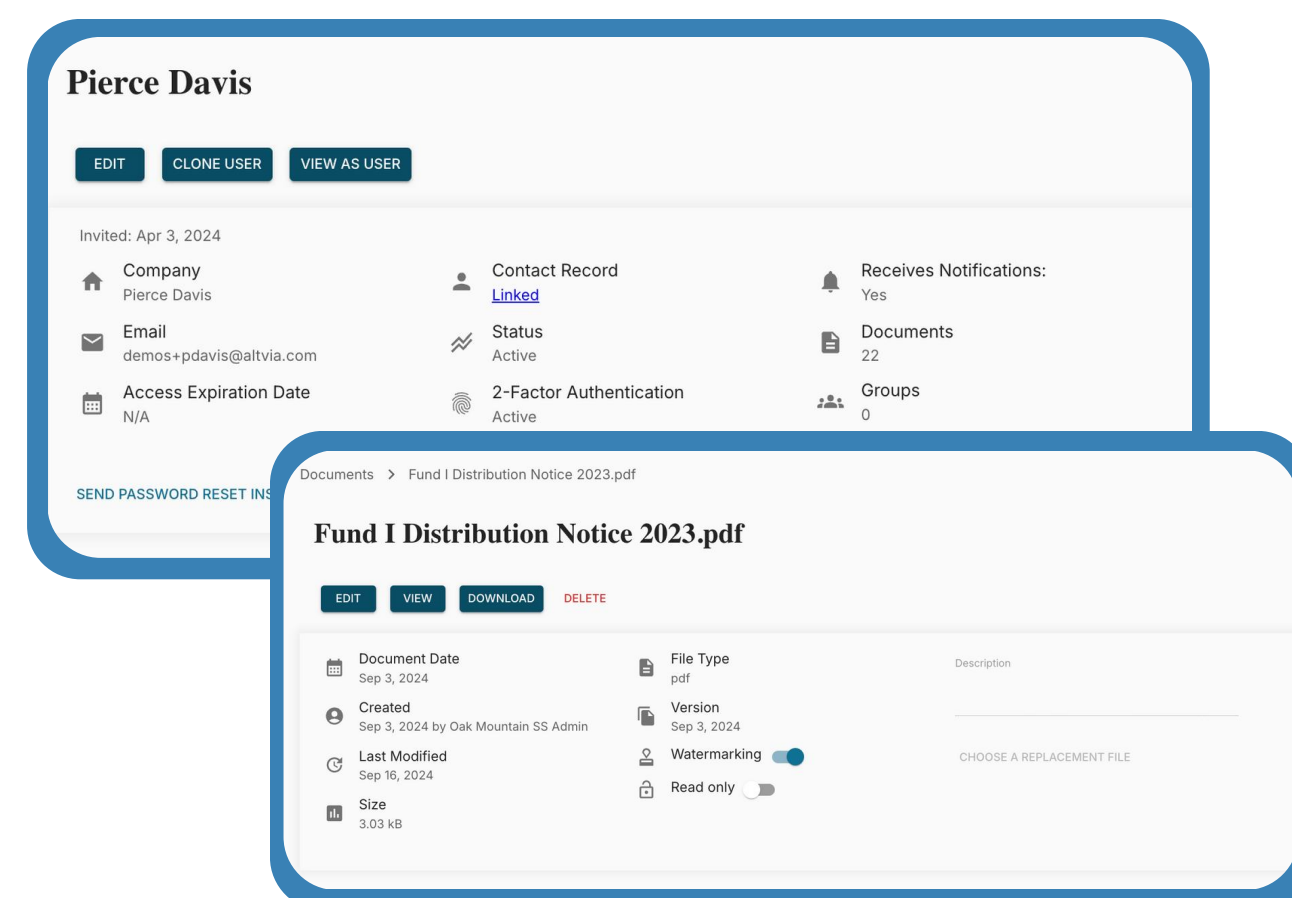 Pierce Davis
EDIT CLONE USER VIEW AS USER
Invited: Apr 3, 2024
Company
Pierce Davis
Contact Record
Linked
Receives Notifications:
Yes
Email
demos+pdavis@altvia.com
Status
Active
Documents
22
Access Expiration Date
N/A
2-Factor Authentication
Active
Groups
0
SEND PASSWORD RESET INS
Documents > Fund I Distribution Notice 2023.pdf
Fund I Distribution Notice 2023.pdf
EDIT VIEW DOWNLOAD DELETE
Document Date
Sep 3, 2024
Created
Sep 3, 2024 by Oak Mountain SS Admin
Last Modified
Sep 16, 2024
Size
3.03 kB
File Type
pdf
Version
Sep 3, 2024
Watermarking
Read only
Description
CHOOSE A REPLACEMENT FILE